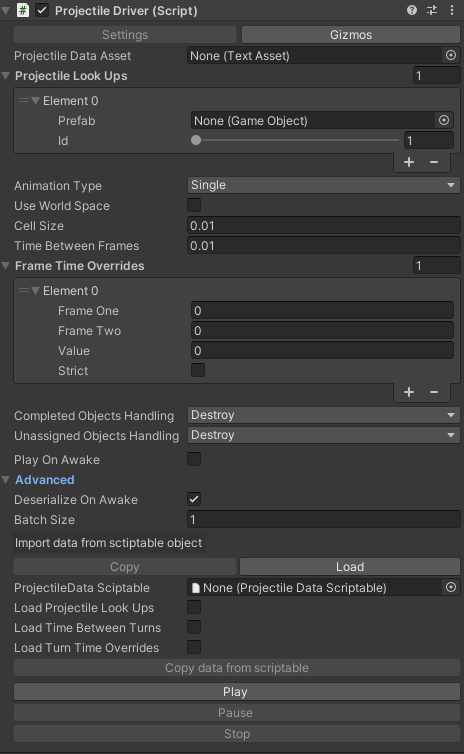 Projectile Driver (Script)
Settings Gizmos
Projectile Data Asset None (Text Asset)
Projectile Look Ups 1
Element 0
Prefab None (Game Object)
Id 1
+ −
Animation Type Single
Use World Space
Cell Size 0.01
Time Between Frames 0.01
Frame Time Overrides 1
Element 0
Frame One 0
Frame Two 0
Value 0
Strict
+ −
Completed Objects Handling Destroy
Unassigned Objects Handling Destroy
Play On Awake
Advanced
Deserialize On Awake
Batch Size 1
Import data from sctiptable object
Copy Load
ProjectileData Sciptable None (Projectile Data Scriptable)
Load Projectile Look Ups
Load Time Between Turns
Load Turn Time Overrides
Copy data from scriptable
Play
Pause
Stop